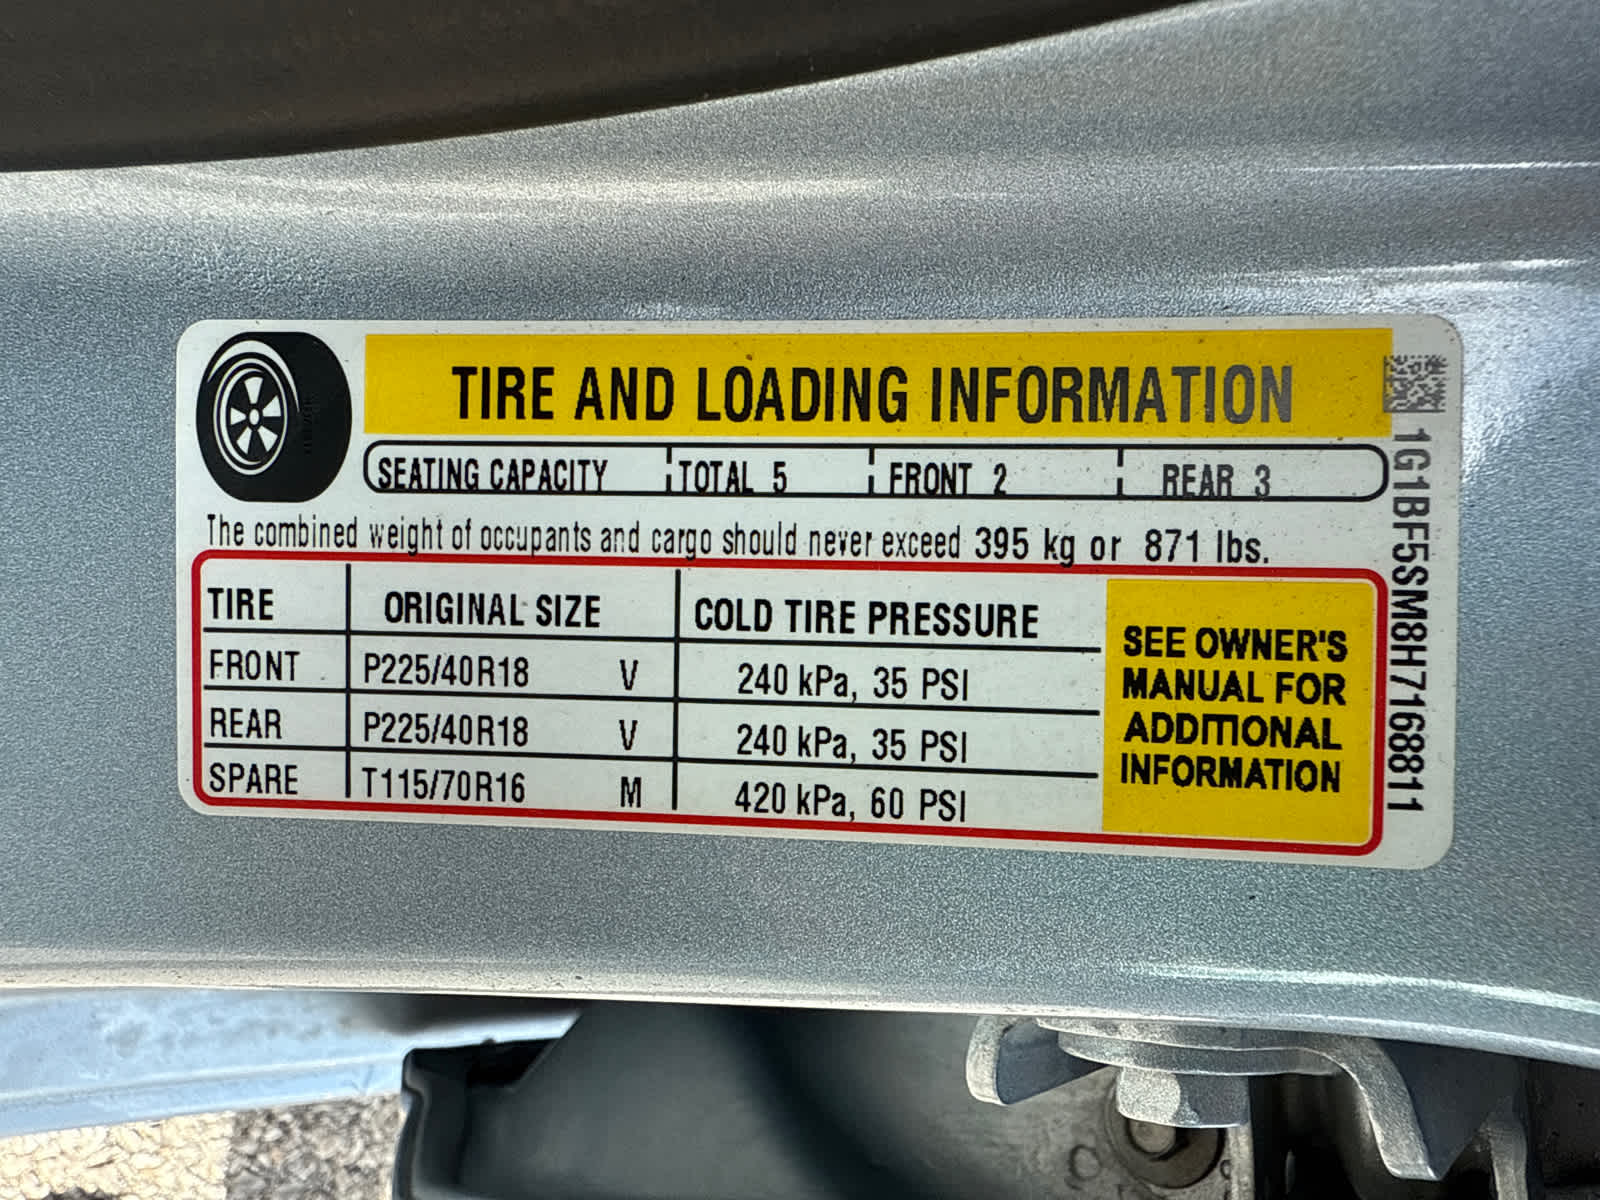 TIRE AND LOADING INFORMATION
SEATING CAPACITY TOTAL 5 FRONT 2 REAR 3
The combined weight of occupants and cargo should never exceed 395 kg or 871 lbs.
TIRE ORIGINAL SIZE COLD TIRE PRESSURE
FRONT P225/40R18 V 240 kPa, 35 PSI
REAR P225/40R18 V 240 kPa, 35 PSI
SPARE T115/70R16 M 420 kPa, 60 PSI
SEE OWNER'S
MANUAL FOR
ADDITIONAL
INFORMATION
1G1BF5SM8H7168811